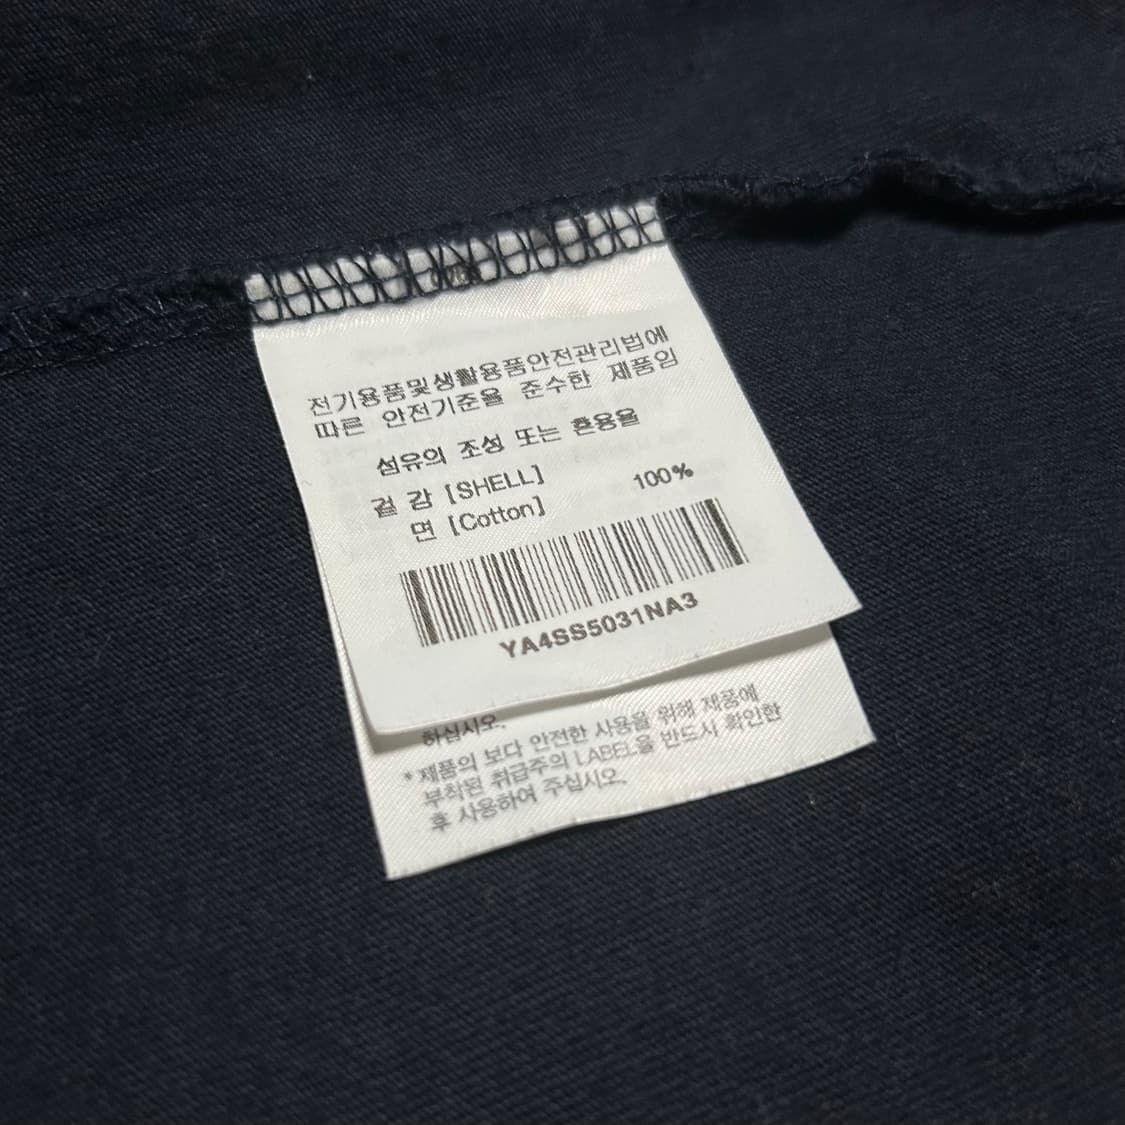 전기용품및생활용품안전관리법에
따른 안전기준을 준수한 제품임
섬유의 조성 또는 혼용율
겉 감 [SHELL]
면 [Cotton] 100%
YA4SS5031NA3
하십시오.
* 제품의 보다 안전한 사용을 위해 제품에
부착된 취급주의 LABEL을 반드시 확인한
후 사용하여 주십시오.